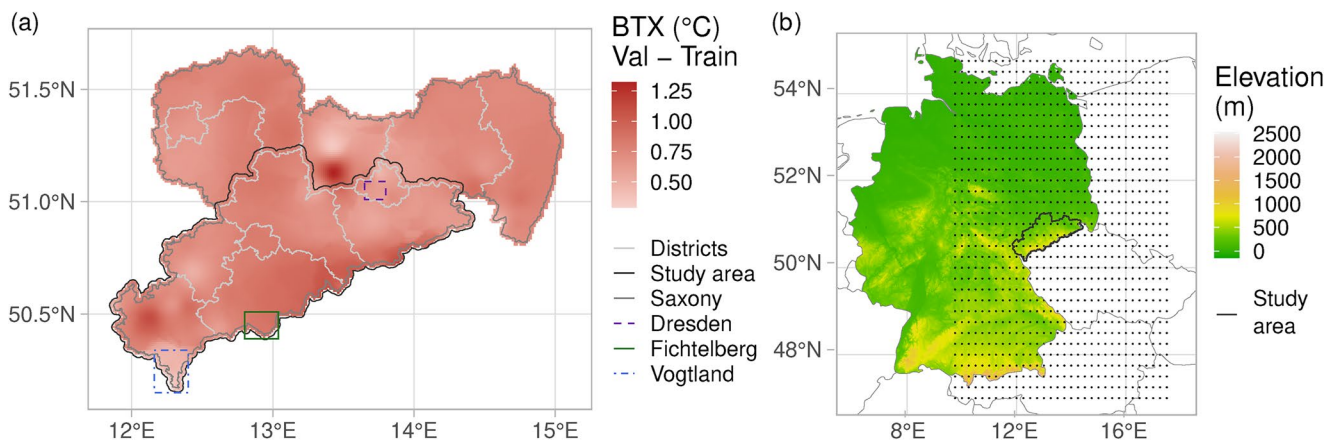 (a)
51.5°N
51.0°N
50.5°N
12°E 13°E 14°E 15°E
BTX (°C)
Val − Train
1.25
1.00
0.75
0.50
Districts
Study area
Saxony
Dresden
Fichtelberg
Vogtland
(b)
54°N
52°N
50°N
48°N
8°E 12°E 16°E
Elevation
(m)
2500
2000
1500
1000
500
0
Study
area